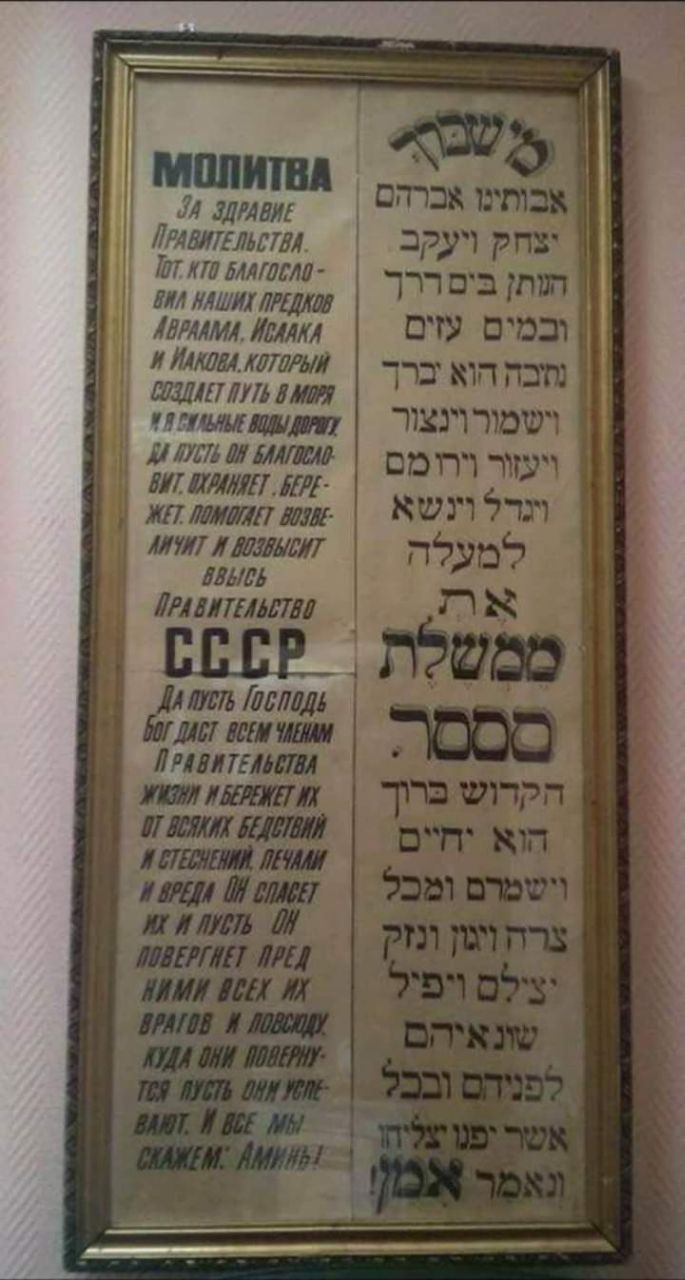 МОЛИТВА
ЗА ЗДРАВИЕ
ПРАВИТЕЛЬСТВА.
ТОТ, КТО БЛАГОСЛО-
ВИЛ НАШИХ ПРЕДКОВ
АВРААМА, ИСААКА
И ИАКОВА, КОТОРЫЙ
СОЗДАЕТ ПУТЬ В МОРЯ
И В СИЛЬНЫЕ ВОДЫ ДОРОГУ,
ДА ПУСТЬ ОН БЛАГОСЛО-
ВИТ, ОХРАНЯЕТ, БЕРЕ-
ЖЕТ, ПОМОГАЕТ ВОЗВЕ-
ЛИЧИТ И ВОЗВЫСИТ
ВВЫСЬ
ПРАВИТЕЛЬСТВО
СССР.
ДА ПУСТЬ ГОСПОДЬ
БОГ ДАСТ ВСЕМ ЧЛЕНАМ
ПРАВИТЕЛЬСТВА
ЖИЗНИ И БЕРЕЖЕТ ИХ
ОТ ВСЯКИХ БЕДСТВИЙ
И СТЕСНЕНИЙ, ПЕЧАЛИ
И ВРЕДА ОН СПАСЕТ
ИХ И ПУСТЬ ОН
ПОВЕРГНЕТ ПРЕД
НИМИ ВСЕХ ИХ
ВРАГОВ И ПОВСЮДУ,
КУДА ОНИ ПОВЕРНУ-
ТСЯ ПУСТЬ ОНИ УСПЕ-
ВАЮТ. И ВСЕ МЫ
СКАЖЕМ: АМИНЬ!
מי שבּרך
אבותינו אברהם
יצחק ויעקב
הנותן בים דרך
ובמים עזים
נתיבה הוא יברך
וישמור וינצור
ויעזור וירומם
ויגדל וינשא
למעלה
אֶת
מֶמְשֶׁלֶת
סססר.
הקדוש ברוך
הוא יחיים
וישמרם ומכל
צרה ויגון ונזק
יצילם ויפיל
שונאיהם
לפניהם ובכל
אשר יפנו יצליחו
ונאמר אָמֵן!